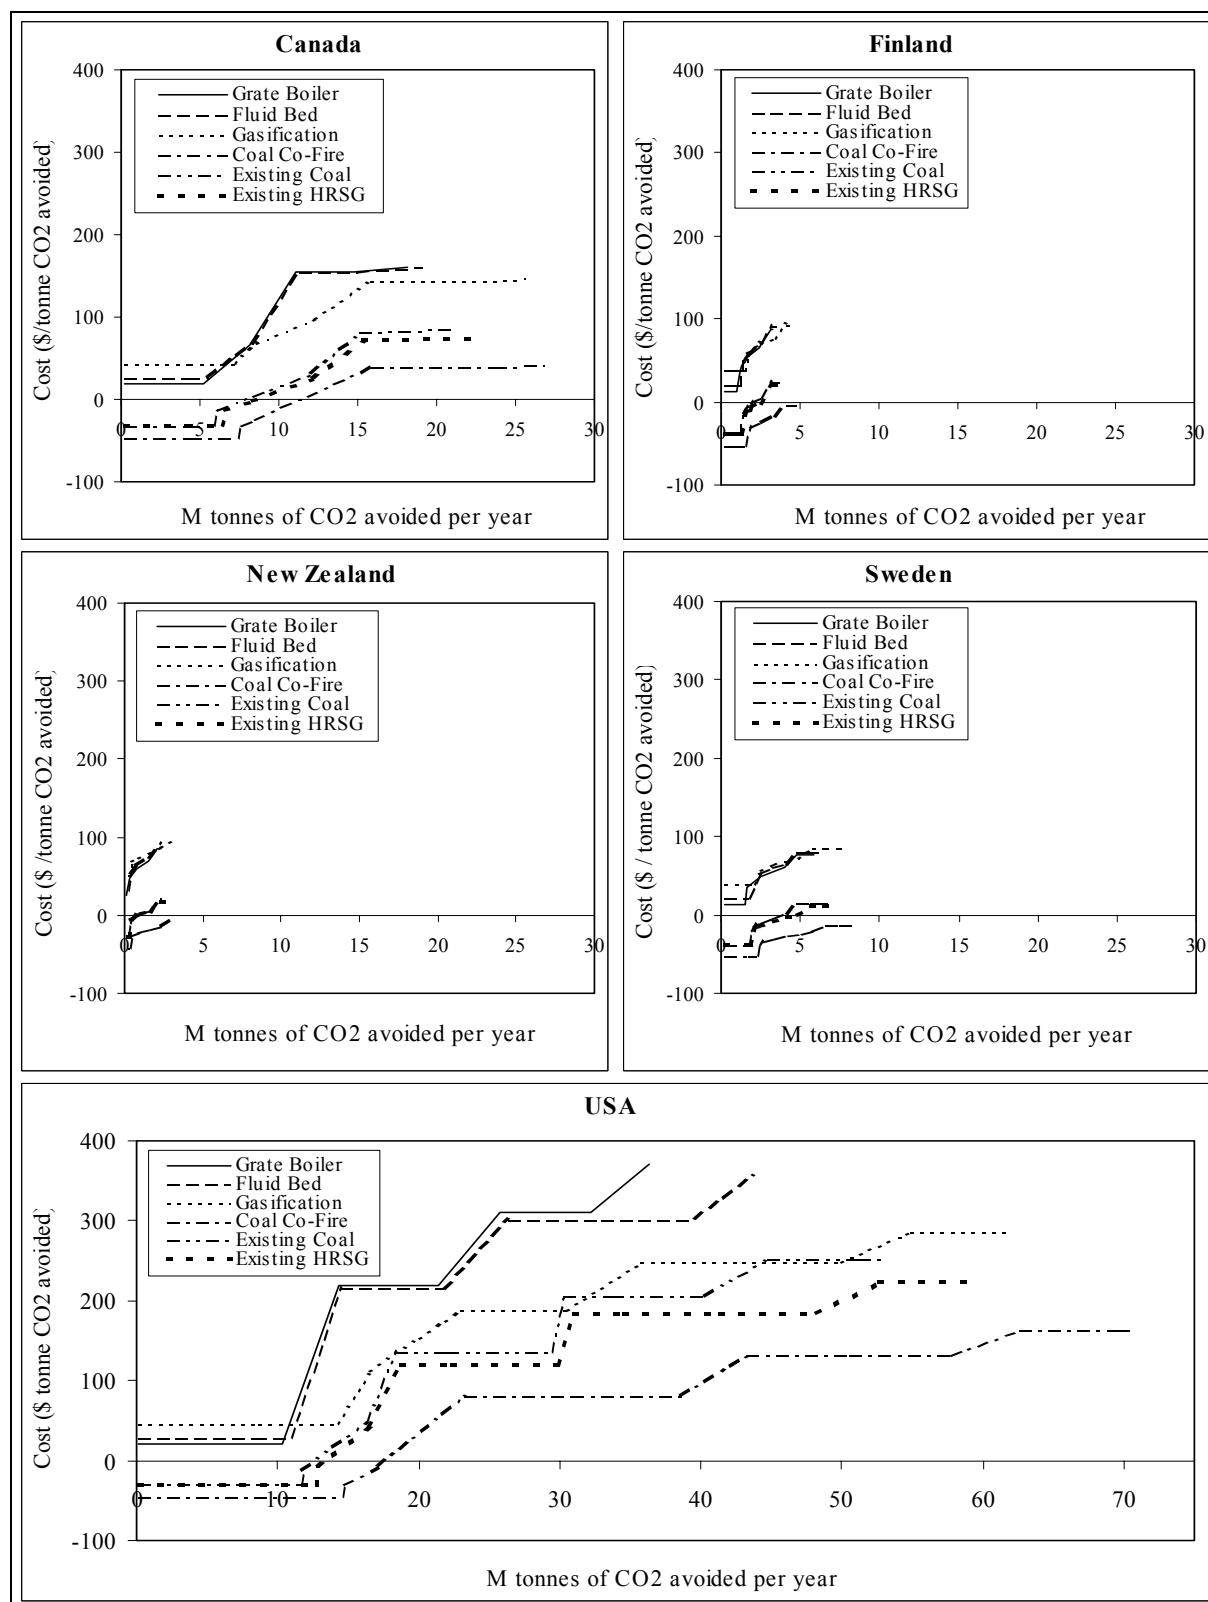 Canada
400
300
200
100
0
-100
0 5 10 15 20 25 30
Cost ($/tonne CO2 avoided)
M tonnes of CO2 avoided per year
Grate Boiler
Fluid Bed
Gasification
Coal Co-Fire
Existing Coal
Existing HRSG
Finland
400
300
200
100
0
-100
0 5 10 15 20 25 30
Cost ($/tonne CO2 avoided)
M tonnes of CO2 avoided per year
Grate Boiler
Fluid Bed
Gasification
Coal Co-Fire
Existing Coal
Existing HRSG
New Zealand
400
300
200
100
0
-100
0 5 10 15 20 25 30
Cost ($ /tonne CO2 avoided)
M tonnes of CO2 avoided per year
Grate Boiler
Fluid Bed
Gasification
Coal Co-Fire
Existing Coal
Existing HRSG
Sweden
400
300
200
100
0
-100
0 5 10 15 20 25 30
Cost ($ / tonne CO2 avoided)
M tonnes of CO2 avoided per year
Grate Boiler
Fluid Bed
Gasification
Coal Co-Fire
Existing Coal
Existing HRSG
USA
400
300
200
100
0
-100
0 10 20 30 40 50 60 70
Cost ($ tonne CO2 avoided)
M tonnes of CO2 avoided per year
Grate Boiler
Fluid Bed
Gasification
Coal Co-Fire
Existing Coal
Existing HRSG